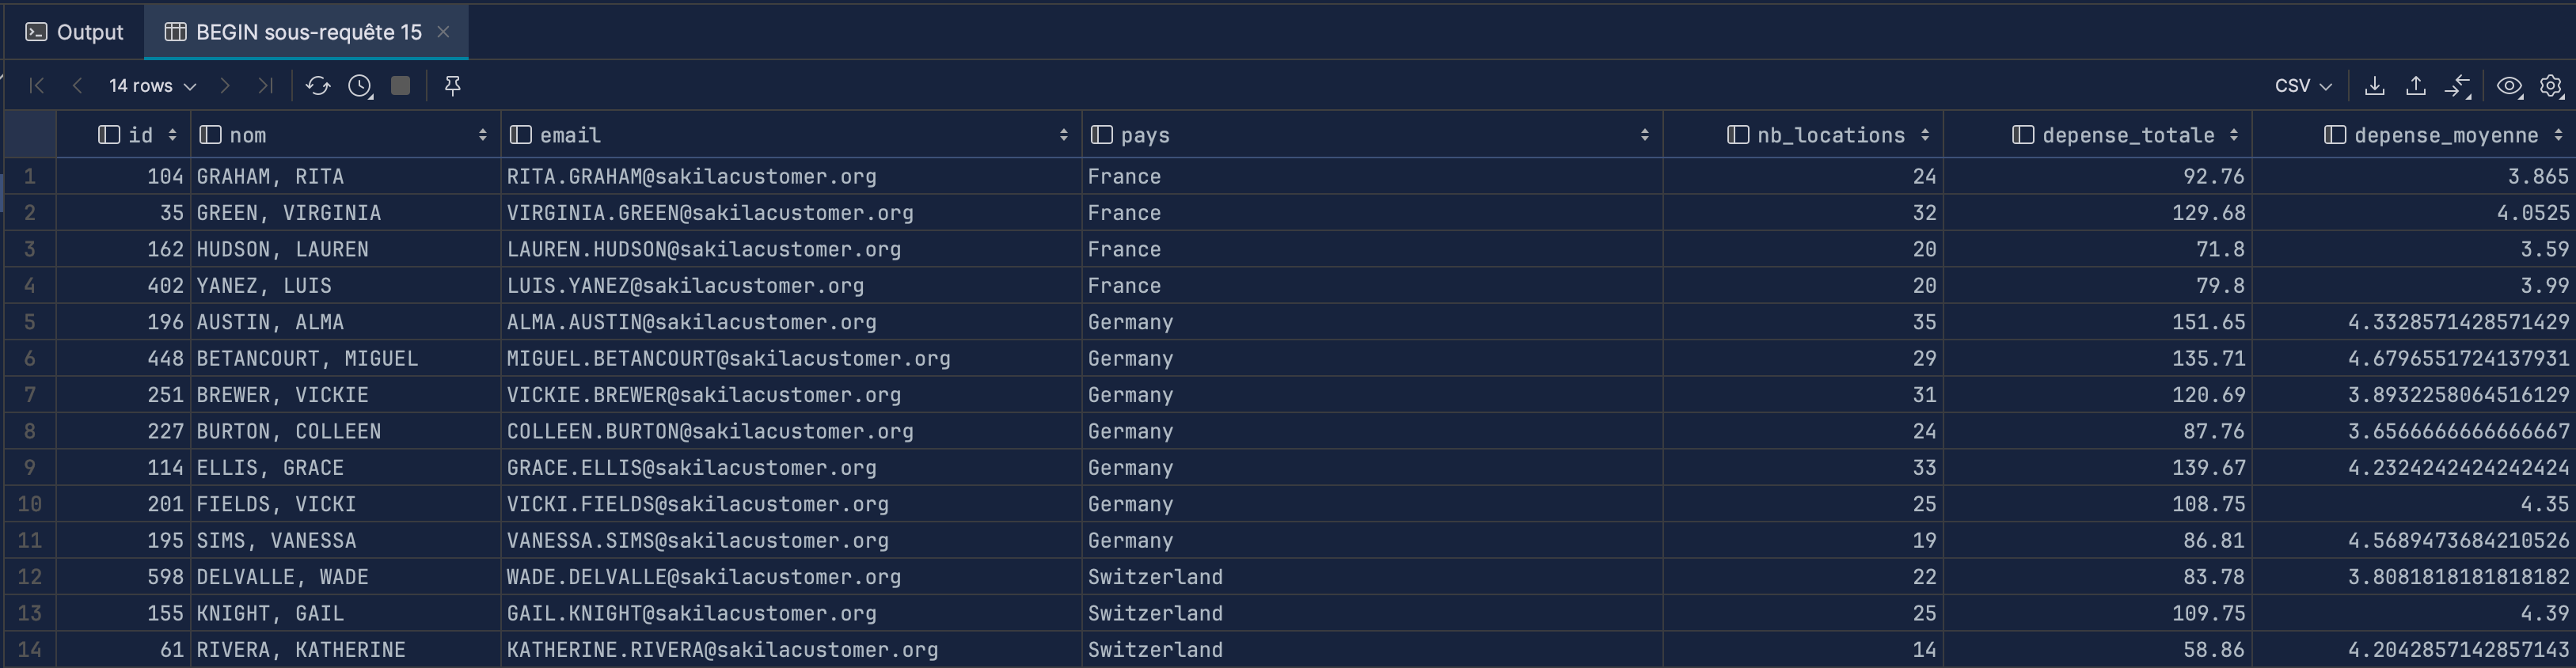 Output BEGIN sous-requête 15
14 rows CSV
id nom email pays nb_locations depense_totale depense_moyenne
1 104 GRAHAM, RITA RITA.GRAHAM@sakilacustomer.org France 24 92.76 3.865
2 35 GREEN, VIRGINIA VIRGINIA.GREEN@sakilacustomer.org France 32 129.68 4.0525
3 162 HUDSON, LAUREN LAUREN.HUDSON@sakilacustomer.org France 20 71.8 3.59
4 402 YANEZ, LUIS LUIS.YANEZ@sakilacustomer.org France 20 79.8 3.99
5 196 AUSTIN, ALMA ALMA.AUSTIN@sakilacustomer.org Germany 35 151.65 4.3328571428571429
6 448 BETANCOURT, MIGUEL MIGUEL.BETANCOURT@sakilacustomer.org Germany 29 135.71 4.6796551724137931
7 251 BREWER, VICKIE VICKIE.BREWER@sakilacustomer.org Germany 31 120.69 3.8932258064516129
8 227 BURTON, COLLEEN COLLEEN.BURTON@sakilacustomer.org Germany 24 87.76 3.6566666666666667
9 114 ELLIS, GRACE GRACE.ELLIS@sakilacustomer.org Germany 33 139.67 4.2324242424242424
10 201 FIELDS, VICKI VICKI.FIELDS@sakilacustomer.org Germany 25 108.75 4.35
11 195 SIMS, VANESSA VANESSA.SIMS@sakilacustomer.org Germany 19 86.81 4.5689473684210526
12 598 DELVALLE, WADE WADE.DELVALLE@sakilacustomer.org Switzerland 22 83.78 3.8081818181818182
13 155 KNIGHT, GAIL GAIL.KNIGHT@sakilacustomer.org Switzerland 25 109.75 4.39
14 61 RIVERA, KATHERINE KATHERINE.RIVERA@sakilacustomer.org Switzerland 14 58.86 4.2042857142857143